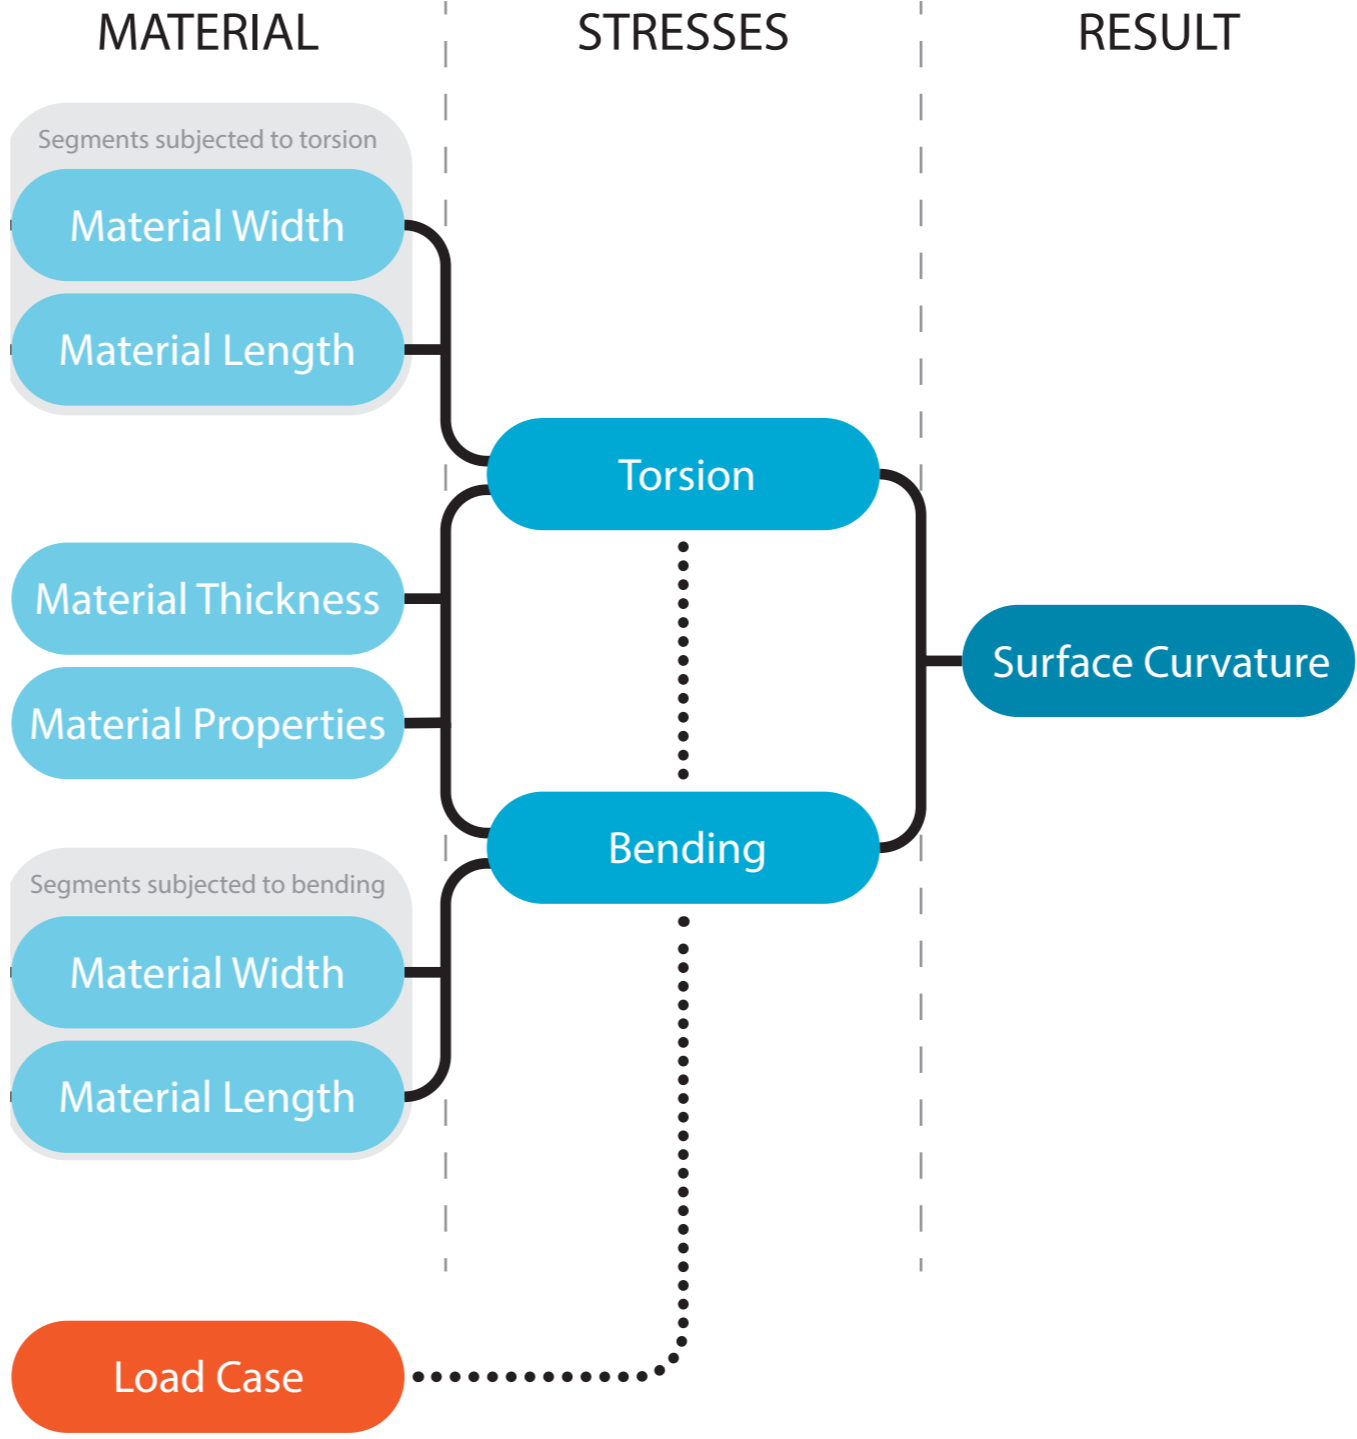 MATERIAL
STRESSES
RESULT
Segments subjected to torsion
Material Width
Material Length
Torsion
Material Thickness
Surface Curvature
Material Properties
Bending
Segments subjected to bending
Material Width
Material Length
Load Case